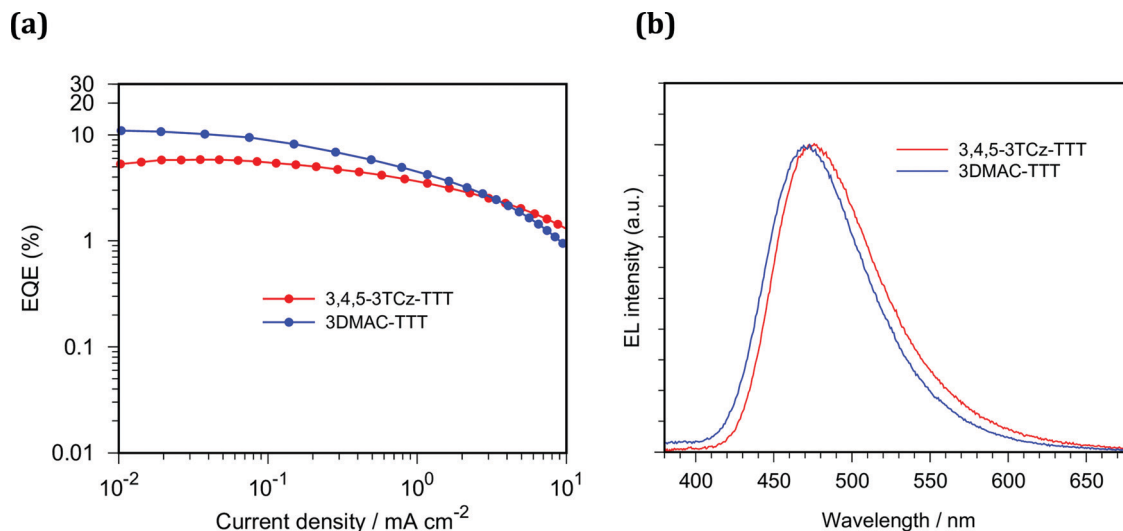 (a)
(b)
30
20
10
1
0.1
0.01
EQE (%)
3,4,5-3TCz-TTT
3DMAC-TTT
10-2
10-1
100
101
Current density / mA cm-2
EL intensity (a.u.)
3,4,5-3TCz-TTT
3DMAC-TTT
400
450
500
550
600
650
Wavelength / nm